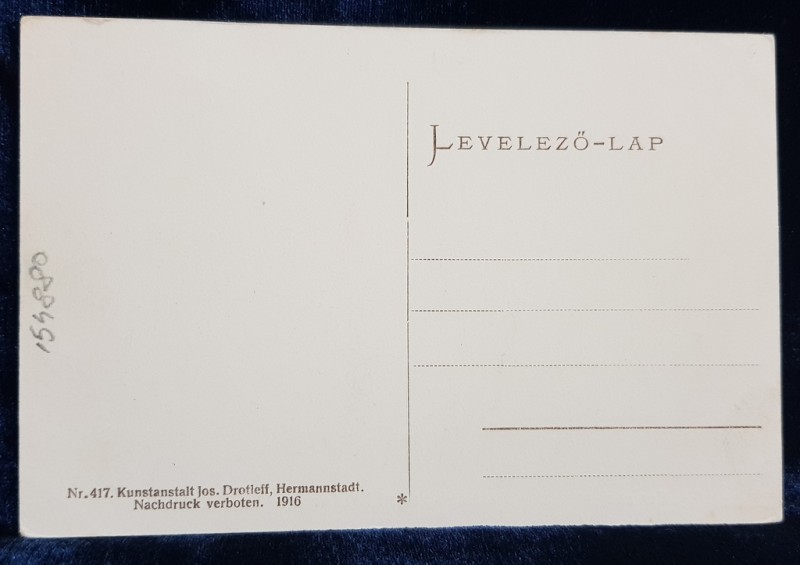 LEVELEZŐ-LAP
154880
Nr. 417. Kunstanstalt Jos. Drotleff, Hermannstadt.
Nachdruck verboten. 1916
*